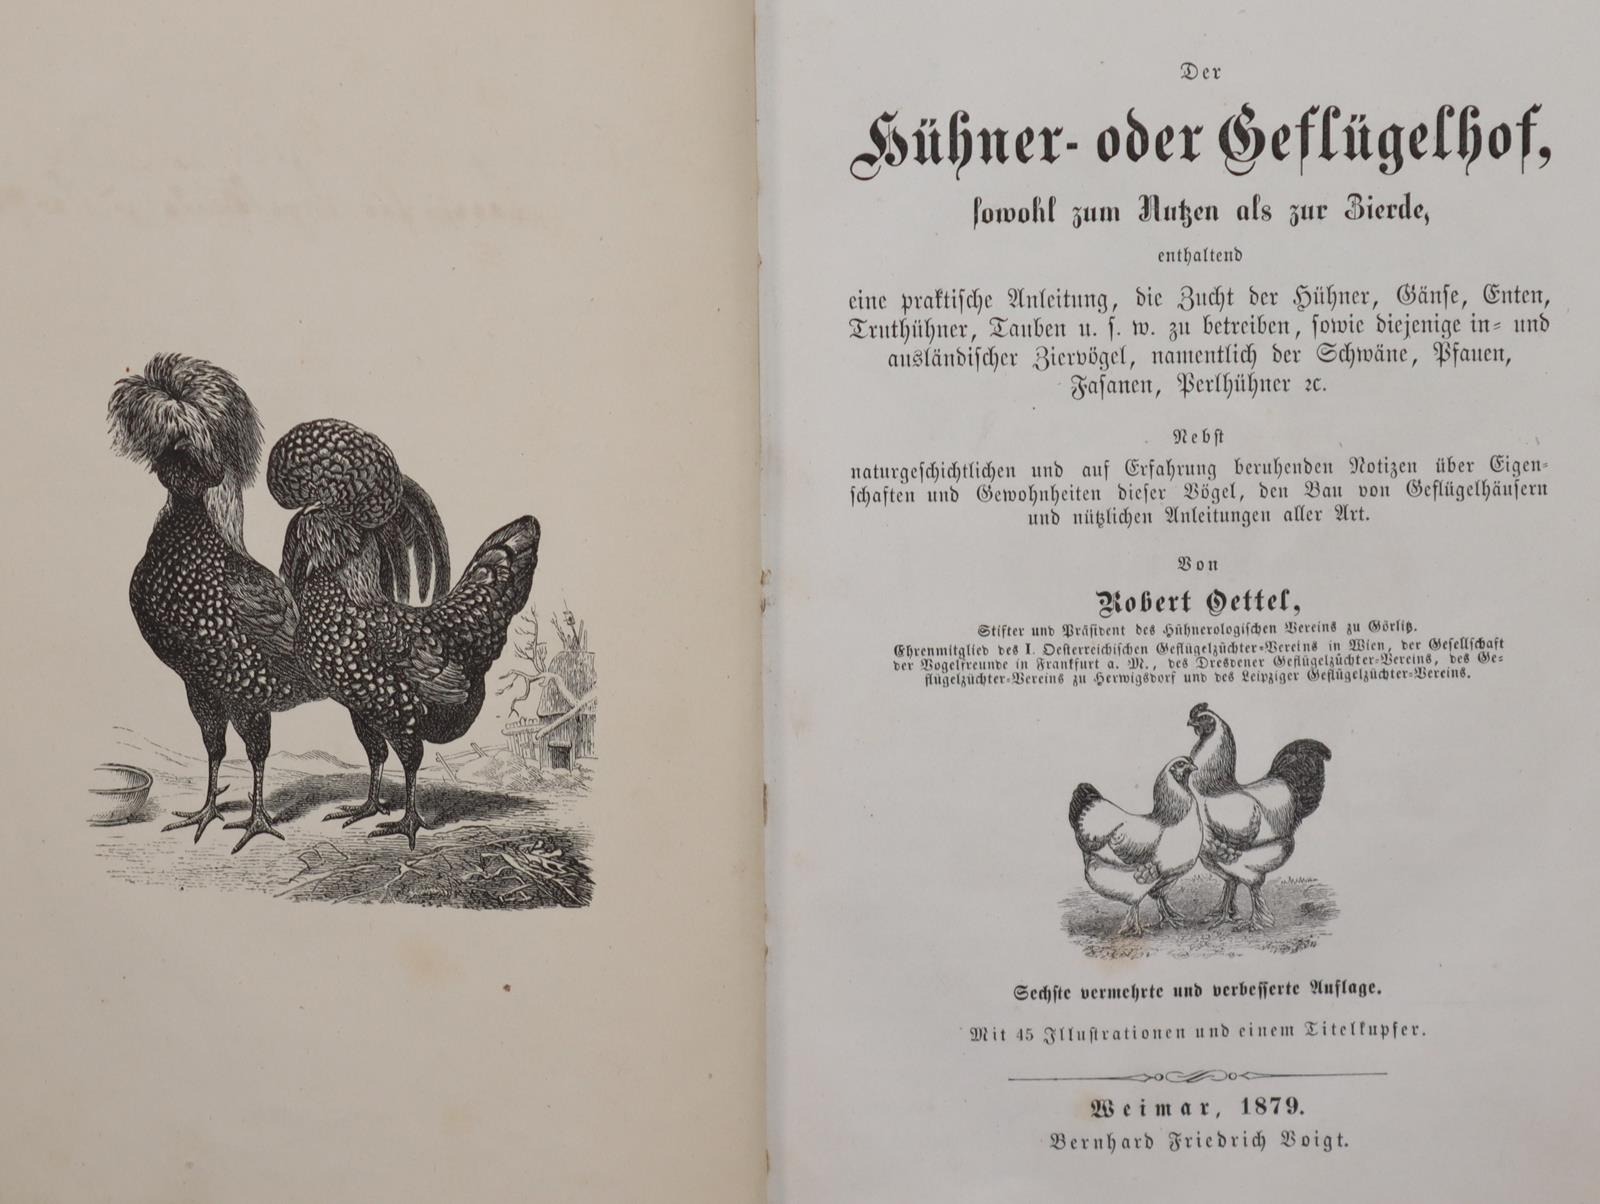 Der
Hühner- oder Geflügelhof,
sowohl zum Nutzen als zur Zierde,
enthaltend
eine praktische Anleitung, die Zucht der Hühner, Gänse, Enten,
Truthühner, Tauben u. s. w. zu betreiben, sowie diejenige in- und
ausländischer Ziervögel, namentlich der Schwäne, Pfauen,
Fasanen, Perlhühner ꝛc.
Nebst
naturgeschichtlichen und auf Erfahrung beruhenden Notizen über Eigen-
schaften und Gewohnheiten dieser Vögel, den Bau von Geflügelhäusern
und nützlichen Anleitungen aller Art.
Von
Robert Oettel,
Stifter und Präsident des Hühnerologischen Vereins zu Görlitz.
Ehrenmitglied des I. Oesterreichischen Geflügelzüchter-Vereins in Wien, der Gesellschaft
der Vogelfreunde in Frankfurt a. M., des Dresdener Geflügelzüchter-Vereins, des Ge-
flügelzüchter-Vereins zu Herwigsdorf und des Leipziger Geflügelzüchter-Vereins.
Sechste vermehrte und verbesserte Auflage.
Mit 45 Illustrationen und einem Titelkupfer.
Weimar, 1879.
Bernhard Friedrich Voigt.